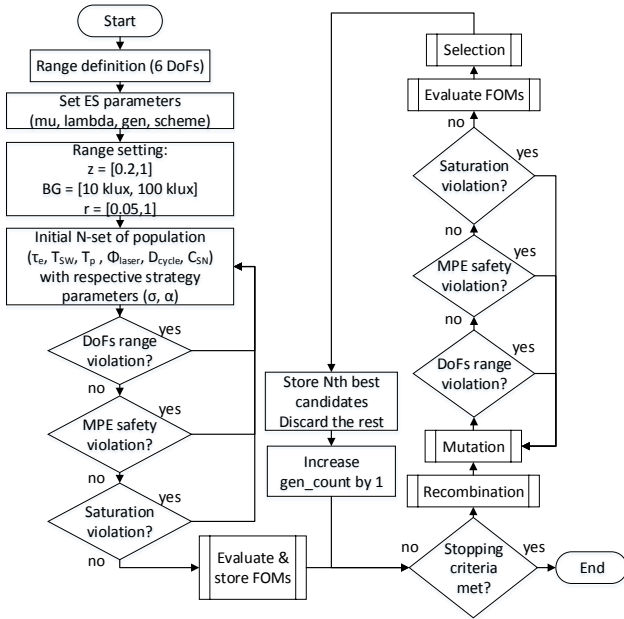 Start
Range definition (6 DoFs)
Set ES parameters
(mu, lambda, gen, scheme)
Range setting:
z = [0.2,1]
BG = [10 klux, 100 klux]
r = [0.05,1]
Initial N-set of population
(τe, TSW, Tp , Φlaser, Dcycle, CSN)
with respective strategy
parameters (σ, α)
yes
DoFs range
violation?
no
yes
MPE safety
violation?
no
yes
Saturation
violation?
no
Evaluate &
store FOMs
Store Nth best
candidates
Discard the rest
Increase
gen_count by 1
Selection
Evaluate FOMs
no
yes
Saturation
violation?
no
yes
MPE safety
violation?
no
yes
DoFs range
violation?
Mutation
Recombination
no
Stopping
criteria
met?
yes
End